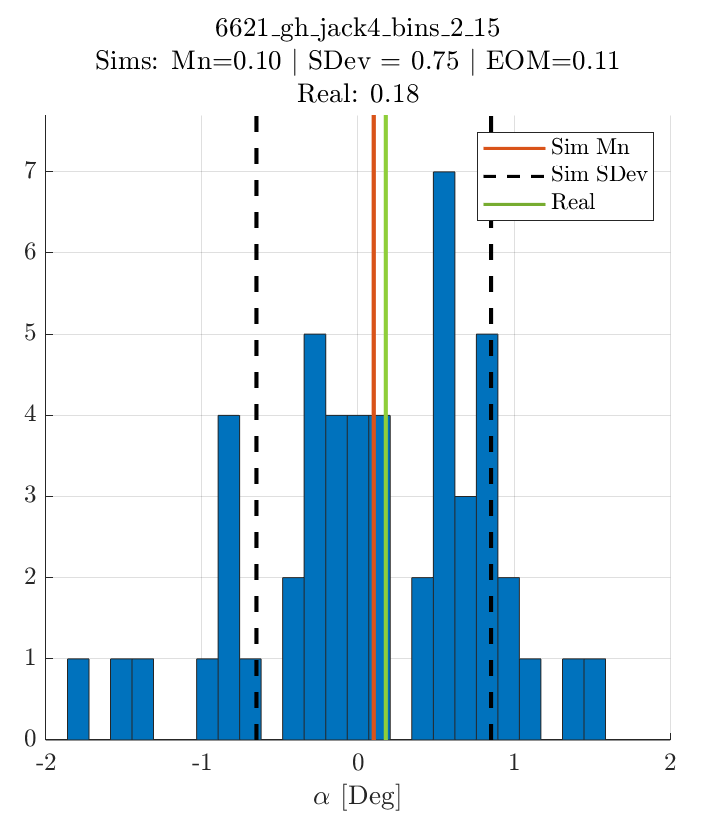 6621_gh_jack4_bins_2_15
Sims: Mn=0.10 | SDev = 0.75 | EOM=0.11
Real: 0.18
Sim Mn
Sim SDev
Real
7
6
5
4
3
2
1
0
-2 -1 0 1 2
α [Deg]